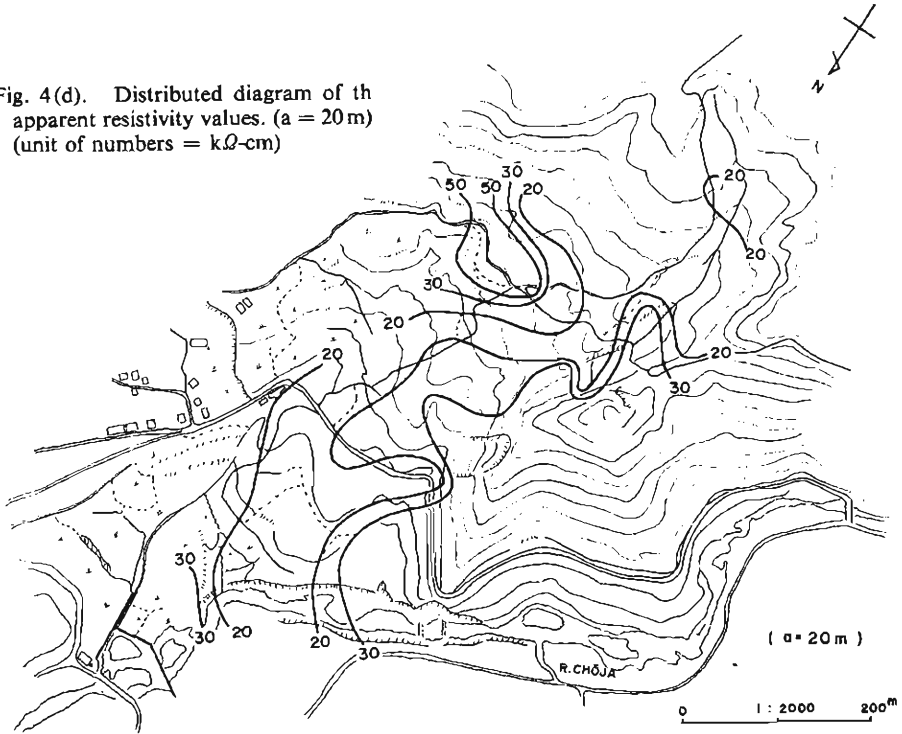 Fig. 4(d). Distributed diagram of th
apparent resistivity values. (a = 20 m)
(unit of numbers = kΩ-cm)
N
30
50 50 20
20
20
30
20
20
20
30
30
30 20
20
30
(a=20m)
R.CHŌJA
0 1:2000 200m